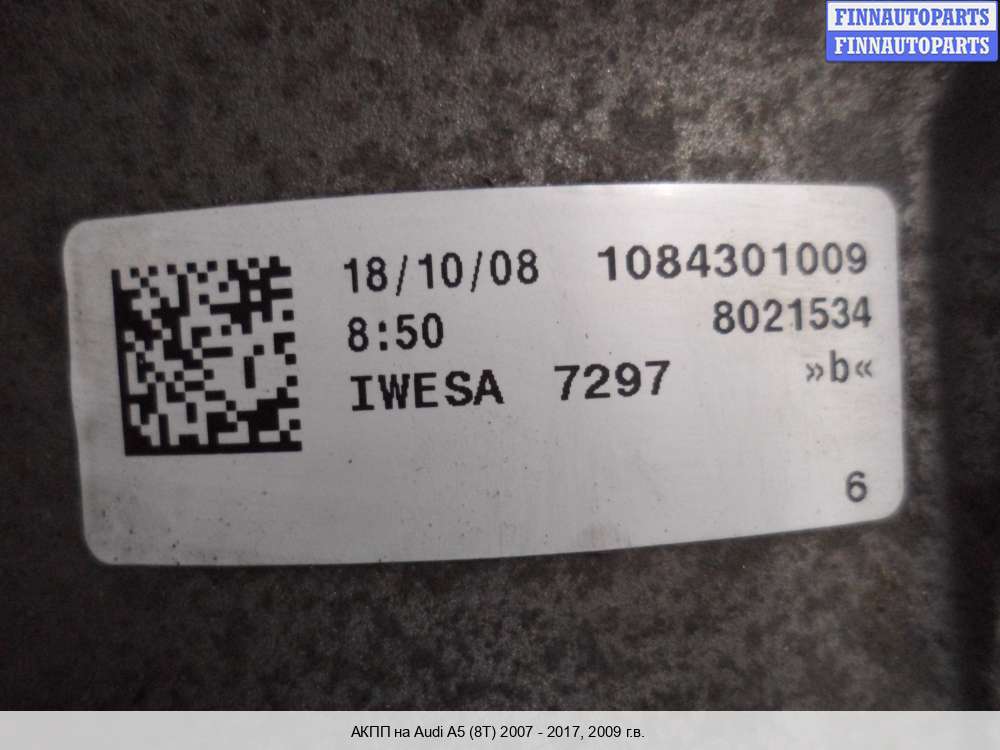 FINNAUTOPARTS
FINNAUTOPARTS
18/10/08 1084301009
8:50 8021534
IWESA 7297 »b«
6
АКПП на Audi A5 (8T) 2007 - 2017, 2009 г.в.